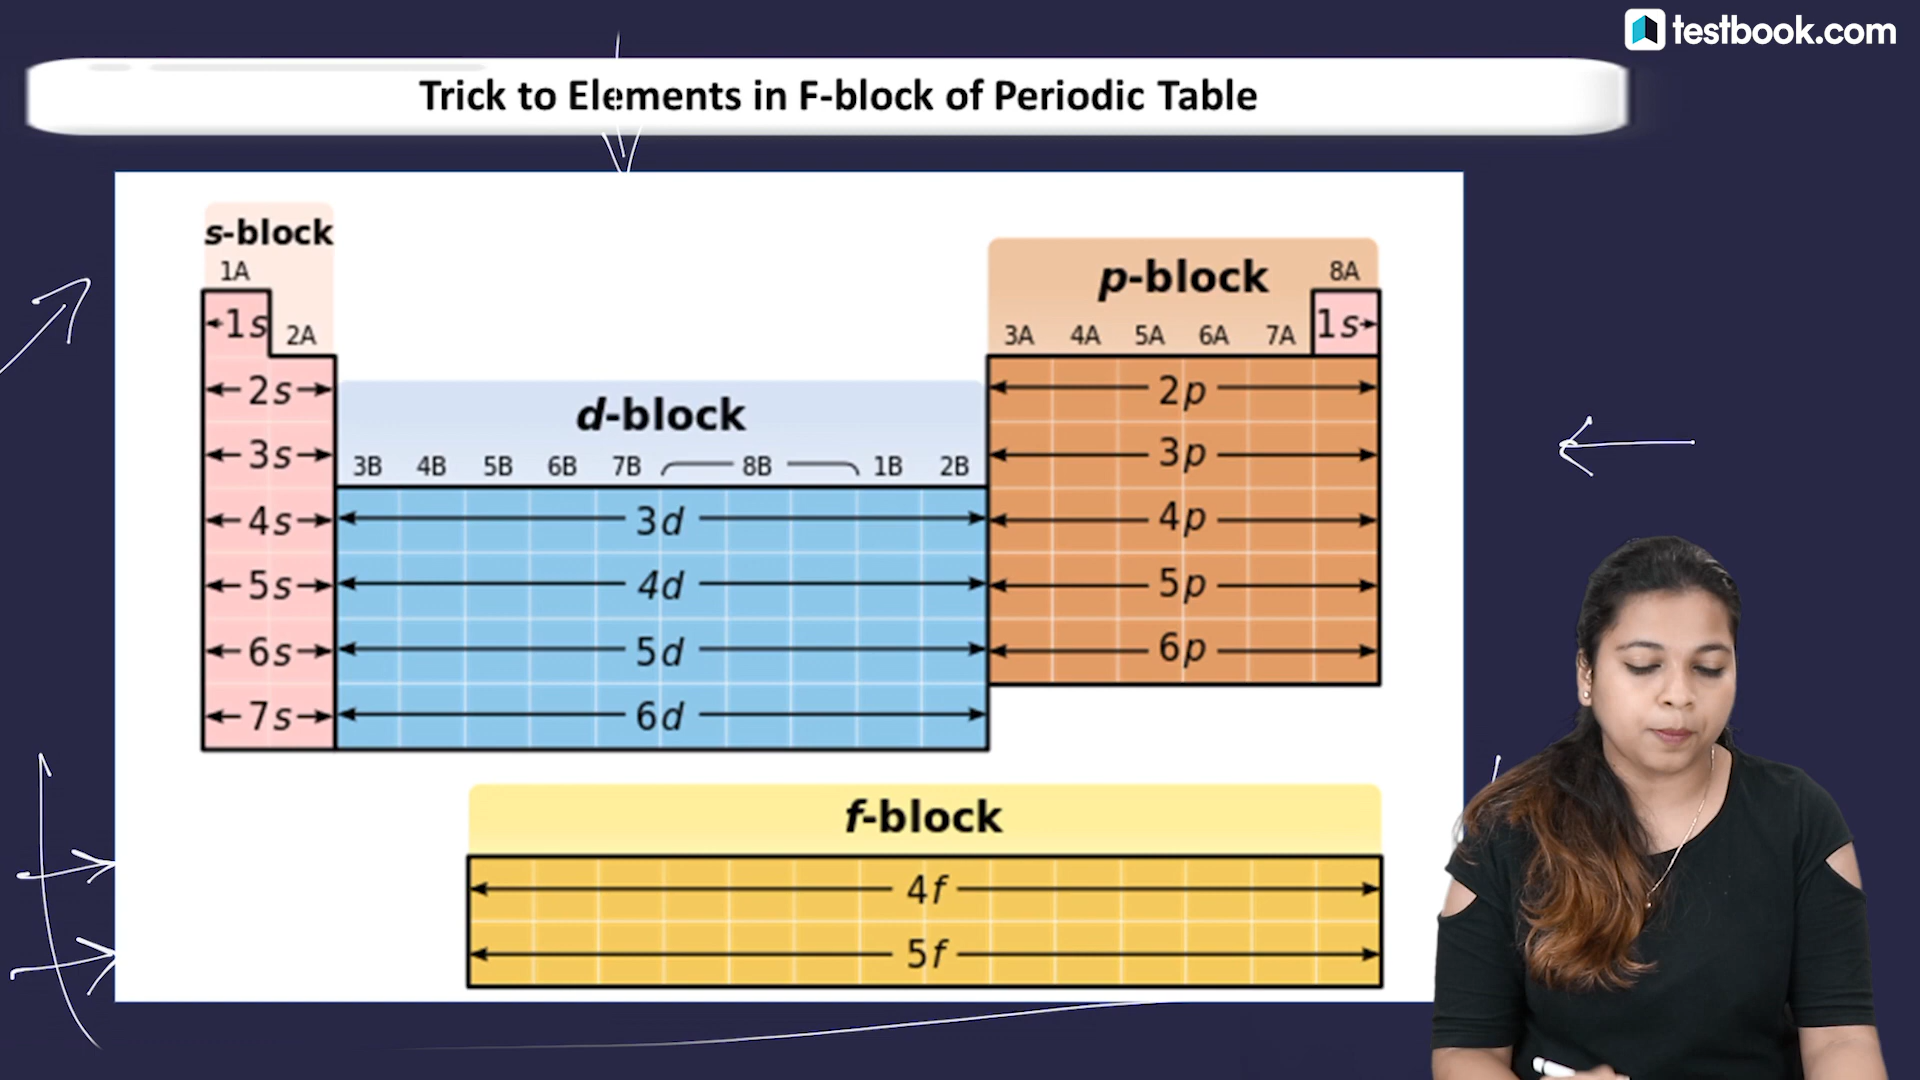 testbook.com
Trick to Elements in F-block of Periodic Table
s-block
1A
2A
1s
2s
3s
4s
5s
6s
7s
d-block
3B 4B 5B 6B 7B 8B 1B 2B
3d
4d
5d
6d
p-block
8A
3A 4A 5A 6A 7A
1s
2p
3p
4p
5p
6p
f-block
4f
5f